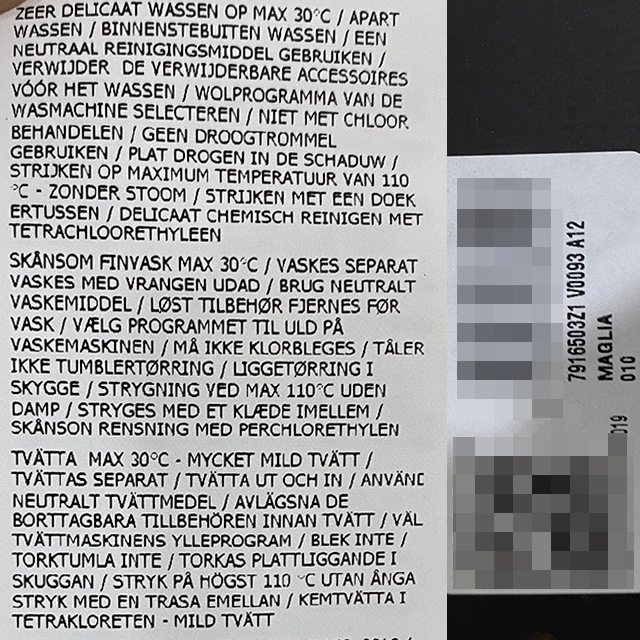 ZEER DELICAAT WASSEN OP MAX 30°C / APART
WASSEN / BINNENSTEBUITEN WASSEN / EEN
NEUTRAAL REINIGINGSMIDDEL GEBRUIKEN /
VERWIJDER DE VERWIJDERBARE ACCESSOIRES
VÓÓR HET WASSEN / WOLPROGRAMMA VAN DE
WASMACHINE SELECTEREN / NIET MET CHLOOR
BEHANDELEN / GEEN DROOGTROMMEL
GEBRUIKEN / PLAT DROGEN IN DE SCHADUW /
STRIJKEN OP MAXIMUM TEMPERATUUR VAN 110
°C - ZONDER STOOM / STRIJKEN MET EEN DOEK
ERTUSSEN / DELICAAT CHEMISCH REINIGEN MET
TETRACHLOORETHYLEEN
SKÅNSOM FINVASK MAX 30°C / VASKES SEPARAT
VASKES MED VRANGEN UDAD / BRUG NEUTRALT
VASKEMIDDEL / LØST TILBEHØR FJERNES FØR
VASK / VÆLG PROGRAMMET TIL ULD PÅ
VASKEMASKINEN / MÅ IKKE KLORBLEGES / TÅLER
IKKE TUMBLERTØRRING / LIGGETØRRING I
SKYGGE / STRYGNING VED MAX 110°C UDEN
DAMP / STRYGES MED ET KLÆDE IMELLEM /
SKÅNSON RENSNING MED PERCHLORETHYLEN
TVÄTTA MAX 30°C - MYCKET MILD TVÄTT /
TVÄTTAS SEPARAT / TVÄTTA UT OCH IN / ANVÄND
NEUTRALT TVÄTTMEDEL / AVLÄGSNA DE
BORTTAGBARA TILLBEHÖREN INNAN TVÄTT / VÄL
TVÄTTMASKINENS YLLEPROGRAM / BLEK INTE /
TORKTUMLA INTE / TORKAS PLATTLIGGANDE I
SKUGGAN / STRYK PÅ HÖGST 110 °C UTAN ÅNGA
STRYK MED EN TRASA EMELLAN / KEMTVÄTTA I
TETRAKLORETEN - MILD TVÄTT
7916503Z1 V0093 A12
MAGLIA
010